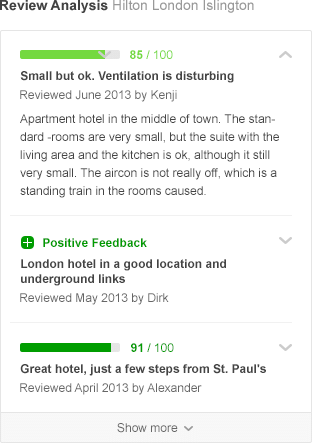 Review Analysis Hilton London Islington
85 / 100
Small but ok. Ventilation is disturbing
Reviewed June 2013 by Kenji
Apartment hotel in the middle of town. The stan-
dard -rooms are very small, but the suite with the
living area and the kitchen is ok, although it still
very small. The aircon is not really off, which is a
standing train in the rooms caused.
Positive Feedback
London hotel in a good location and
underground links
Reviewed May 2013 by Dirk
91 / 100
Great hotel, just a few steps from St. Paul's
Reviewed April 2013 by Alexander
Show more